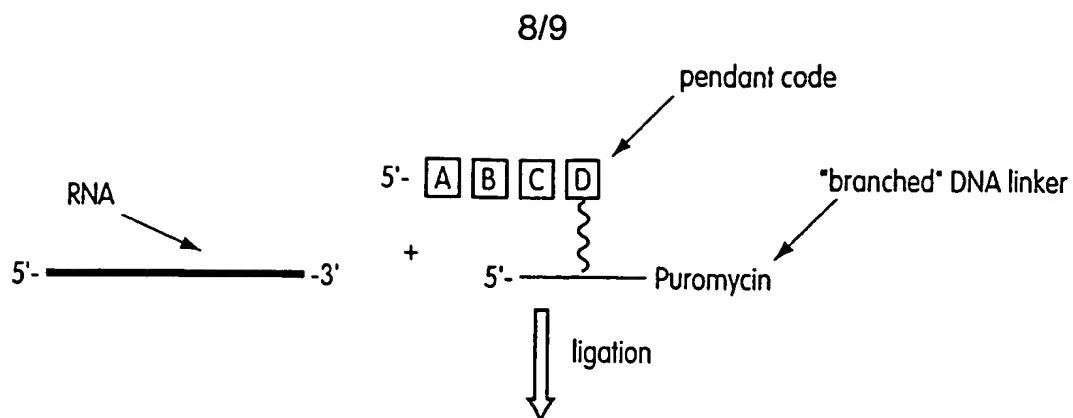 8/9
pendant code
5'- A B C D
"branched" DNA linker
RNA
+
5'- -3'
5'- Puromycin
ligation